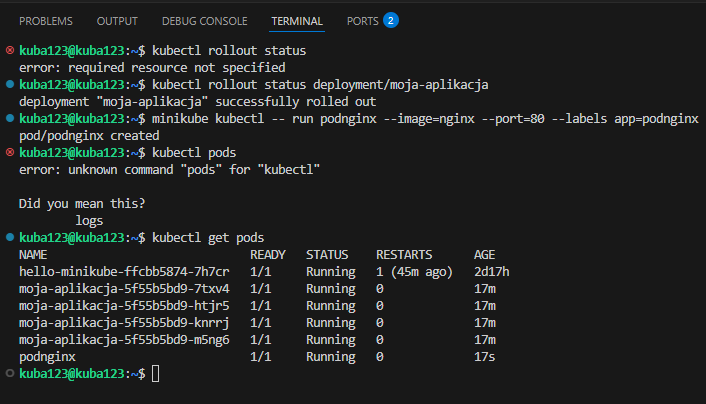 PROBLEMS OUTPUT DEBUG CONSOLE TERMINAL PORTS 2
kuba123@kuba123:~$ kubectl rollout status
error: required resource not specified
kuba123@kuba123:~$ kubectl rollout status deployment/moja-aplikacja
deployment "moja-aplikacja" successfully rolled out
kuba123@kuba123:~$ minikube kubectl -- run podnginx --image=nginx --port=80 --labels app=podnginx
pod/podnginx created
kuba123@kuba123:~$ kubectl pods
error: unknown command "pods" for "kubectl"
Did you mean this?
logs
kuba123@kuba123:~$ kubectl get pods
NAME READY STATUS RESTARTS AGE
hello-minikube-ffcbb5874-7h7cr 1/1 Running 1 (45m ago) 2d17h
moja-aplikacja-5f55b5bd9-7txv4 1/1 Running 0 17m
moja-aplikacja-5f55b5bd9-htjr5 1/1 Running 0 17m
moja-aplikacja-5f55b5bd9-knrrj 1/1 Running 0 17m
moja-aplikacja-5f55b5bd9-m5ng6 1/1 Running 0 17m
podnginx 1/1 Running 0 17s
kuba123@kuba123:~$